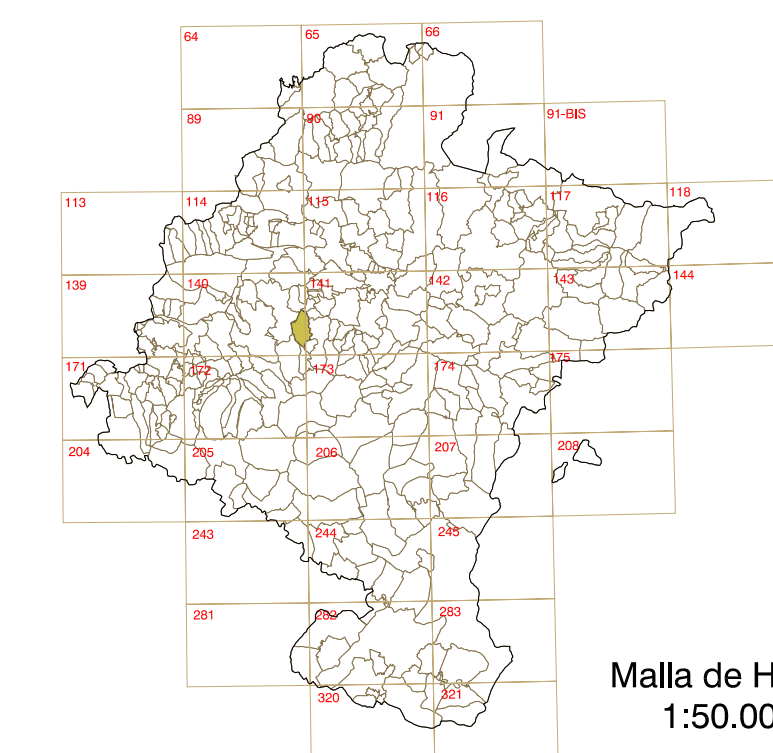 64 65 66
89 90 91 91-BIS
113 114 115 116 117 118
139 140 141 142 143 144
171 172 173 174 175
204 205 206 207 208
243 244 245
281 282 283
320 321
Malla de H
1:50.00